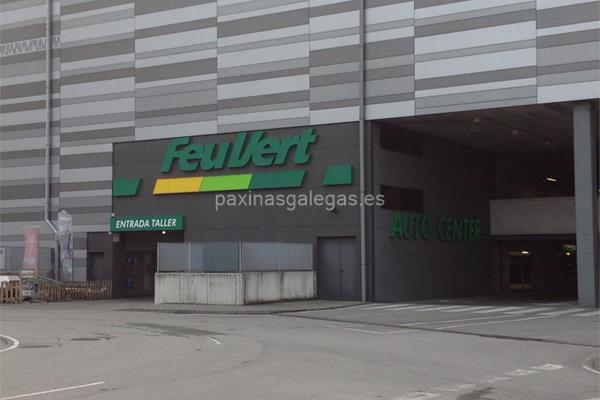 Feu Vert
ENTRADA TALLER
AUTO CENTER
paxinasgalegas.es